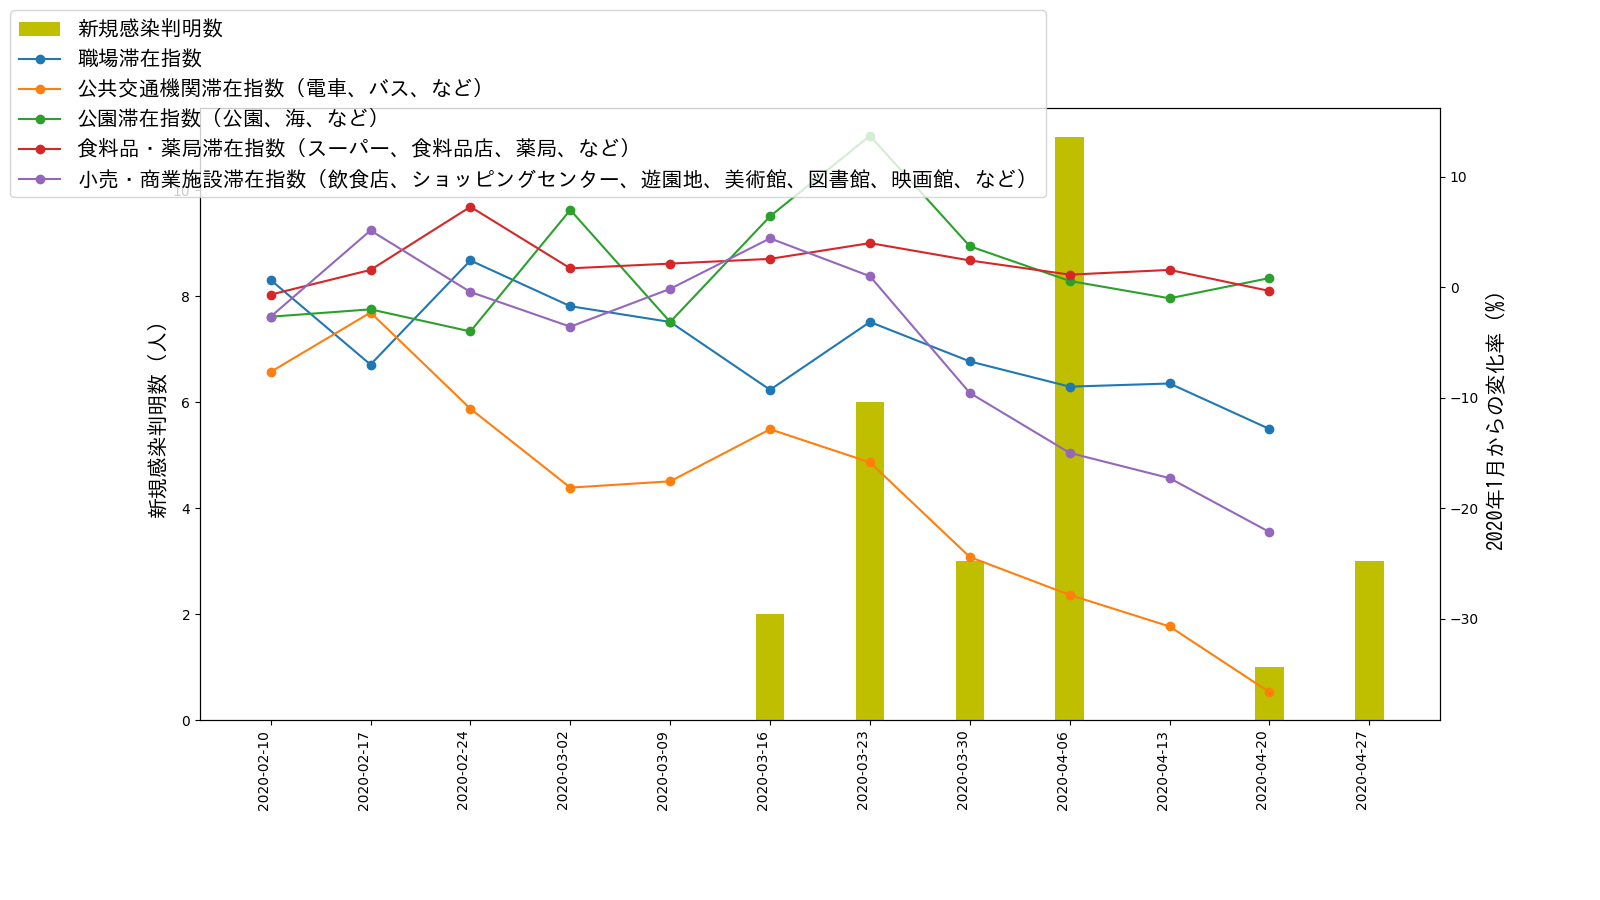 新規感染判明数
職場滞在指数
公共交通機関滞在指数（電車、バス、など）
公園滞在指数（公園、海、など）
食料品・薬局滞在指数（スーパー、食料品店、薬局、など）
小売・商業施設滞在指数（飲食店、ショッピングセンター、遊園地、美術館、図書館、映画館、など）
新規感染判明数（人）
10
8
6
4
2
0
10
0
−10
−20
−30
2020年1月からの変化率（%）
2020-02-10
2020-02-17
2020-02-24
2020-03-02
2020-03-09
2020-03-16
2020-03-23
2020-03-30
2020-04-06
2020-04-13
2020-04-20
2020-04-27